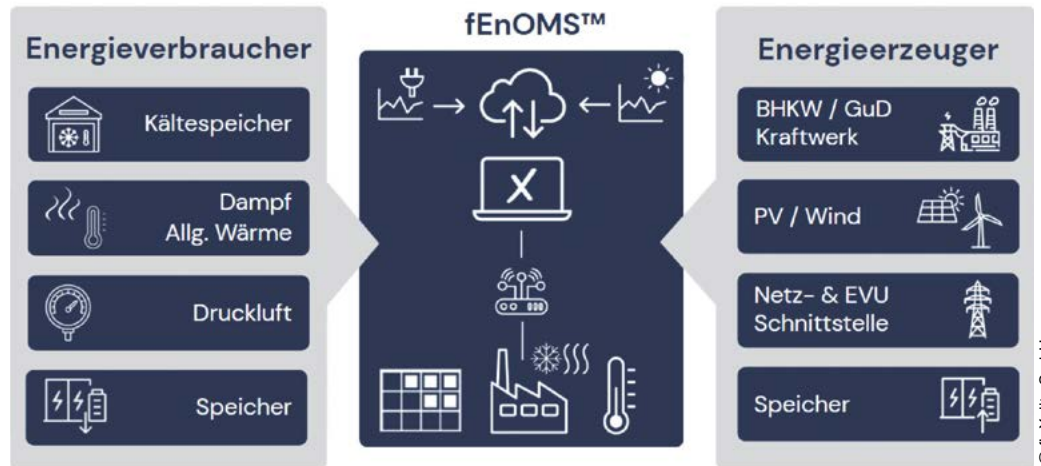 fEnOMS™
Energieverbraucher
Kältespeicher
Dampf
Allg. Wärme
Druckluft
Speicher
X
Energieerzeuger
BHKW / GuD
Kraftwerk
PV / Wind
Netz- & EVU
Schnittstelle
Speicher